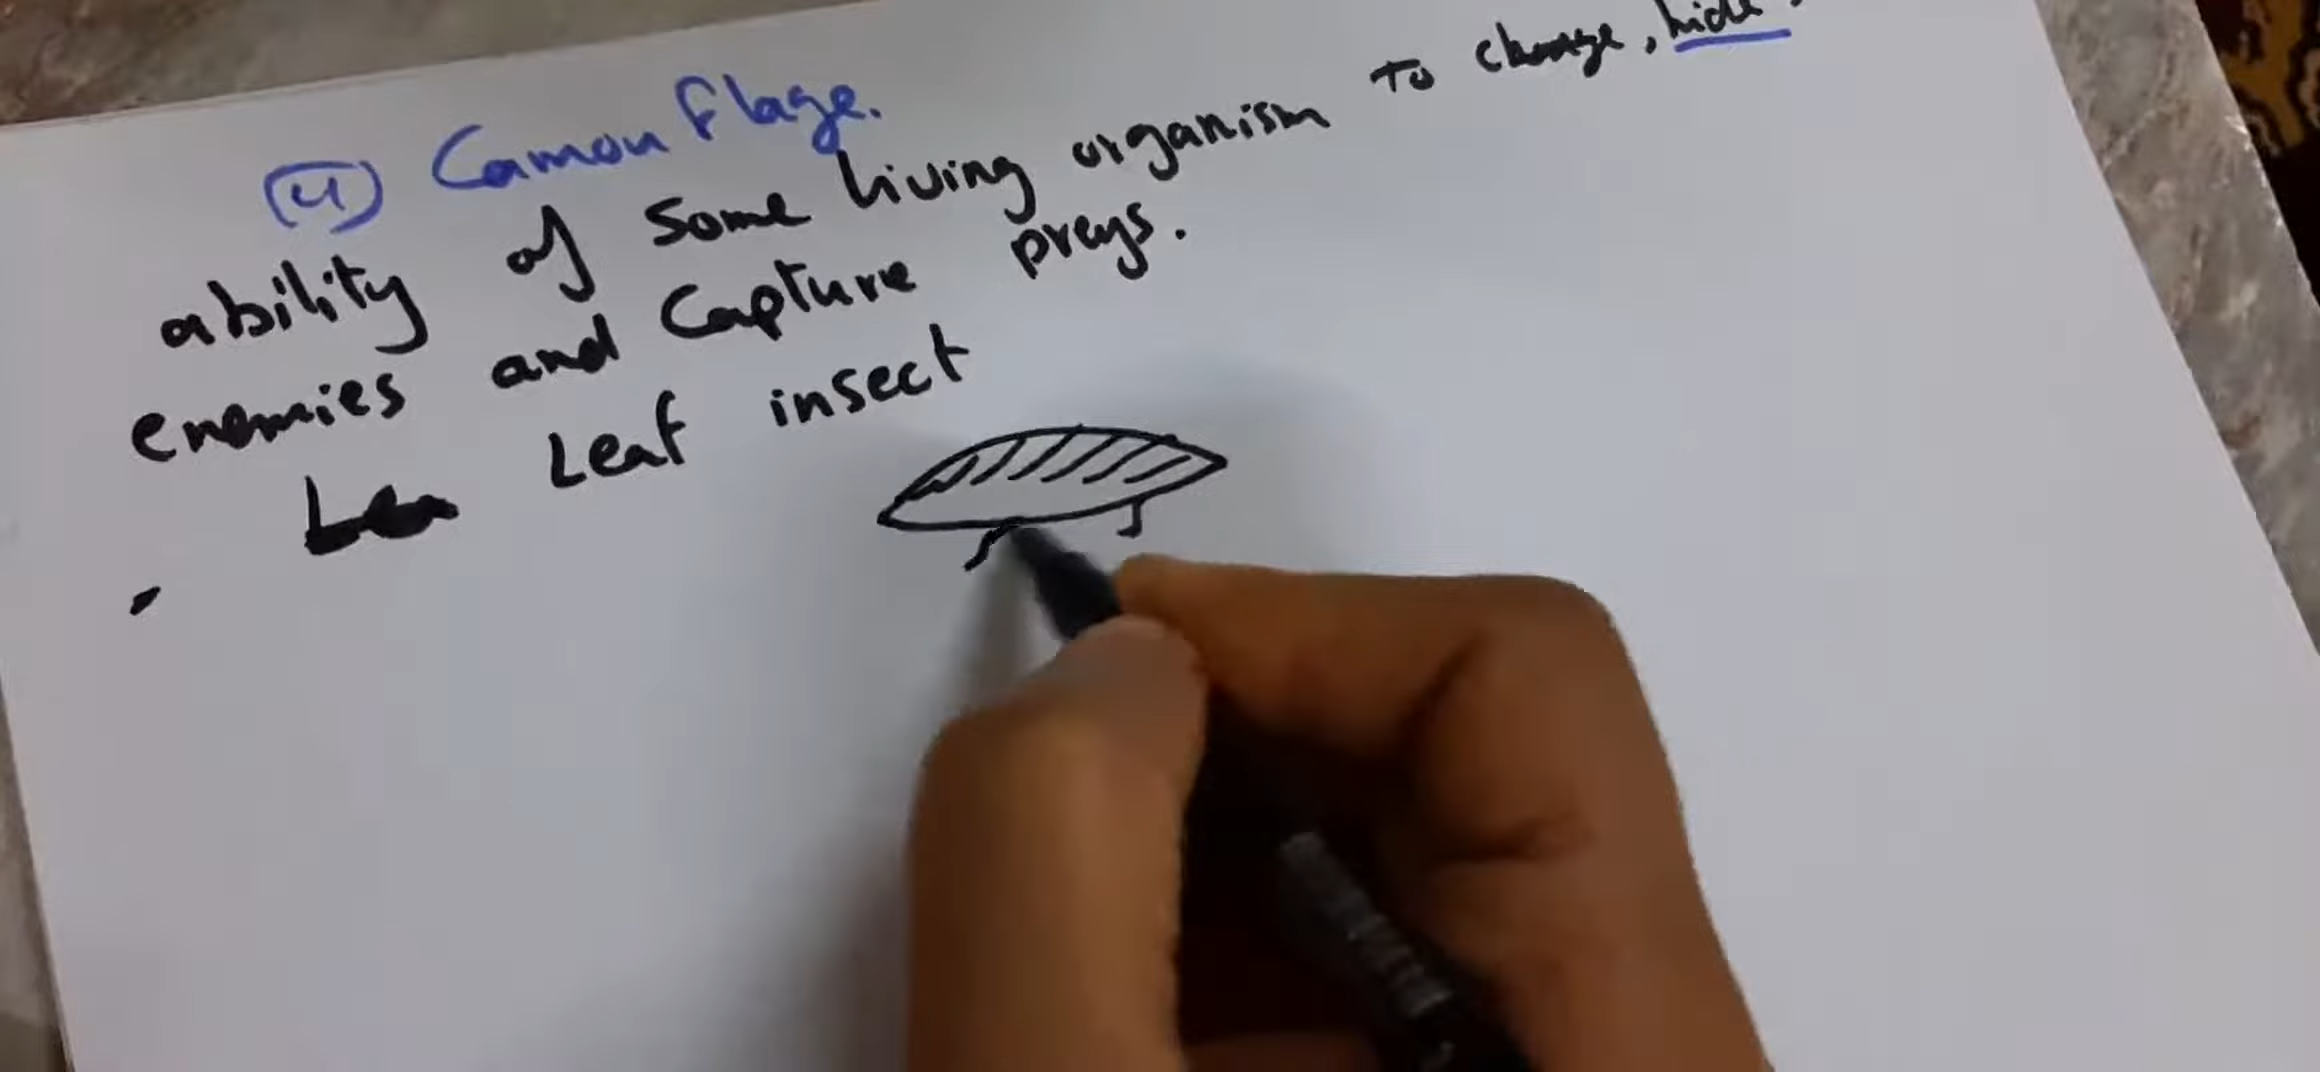 (4) Camouflage.
ability of some living organism to change, hide
enemies and capture preys.
Leaf insect